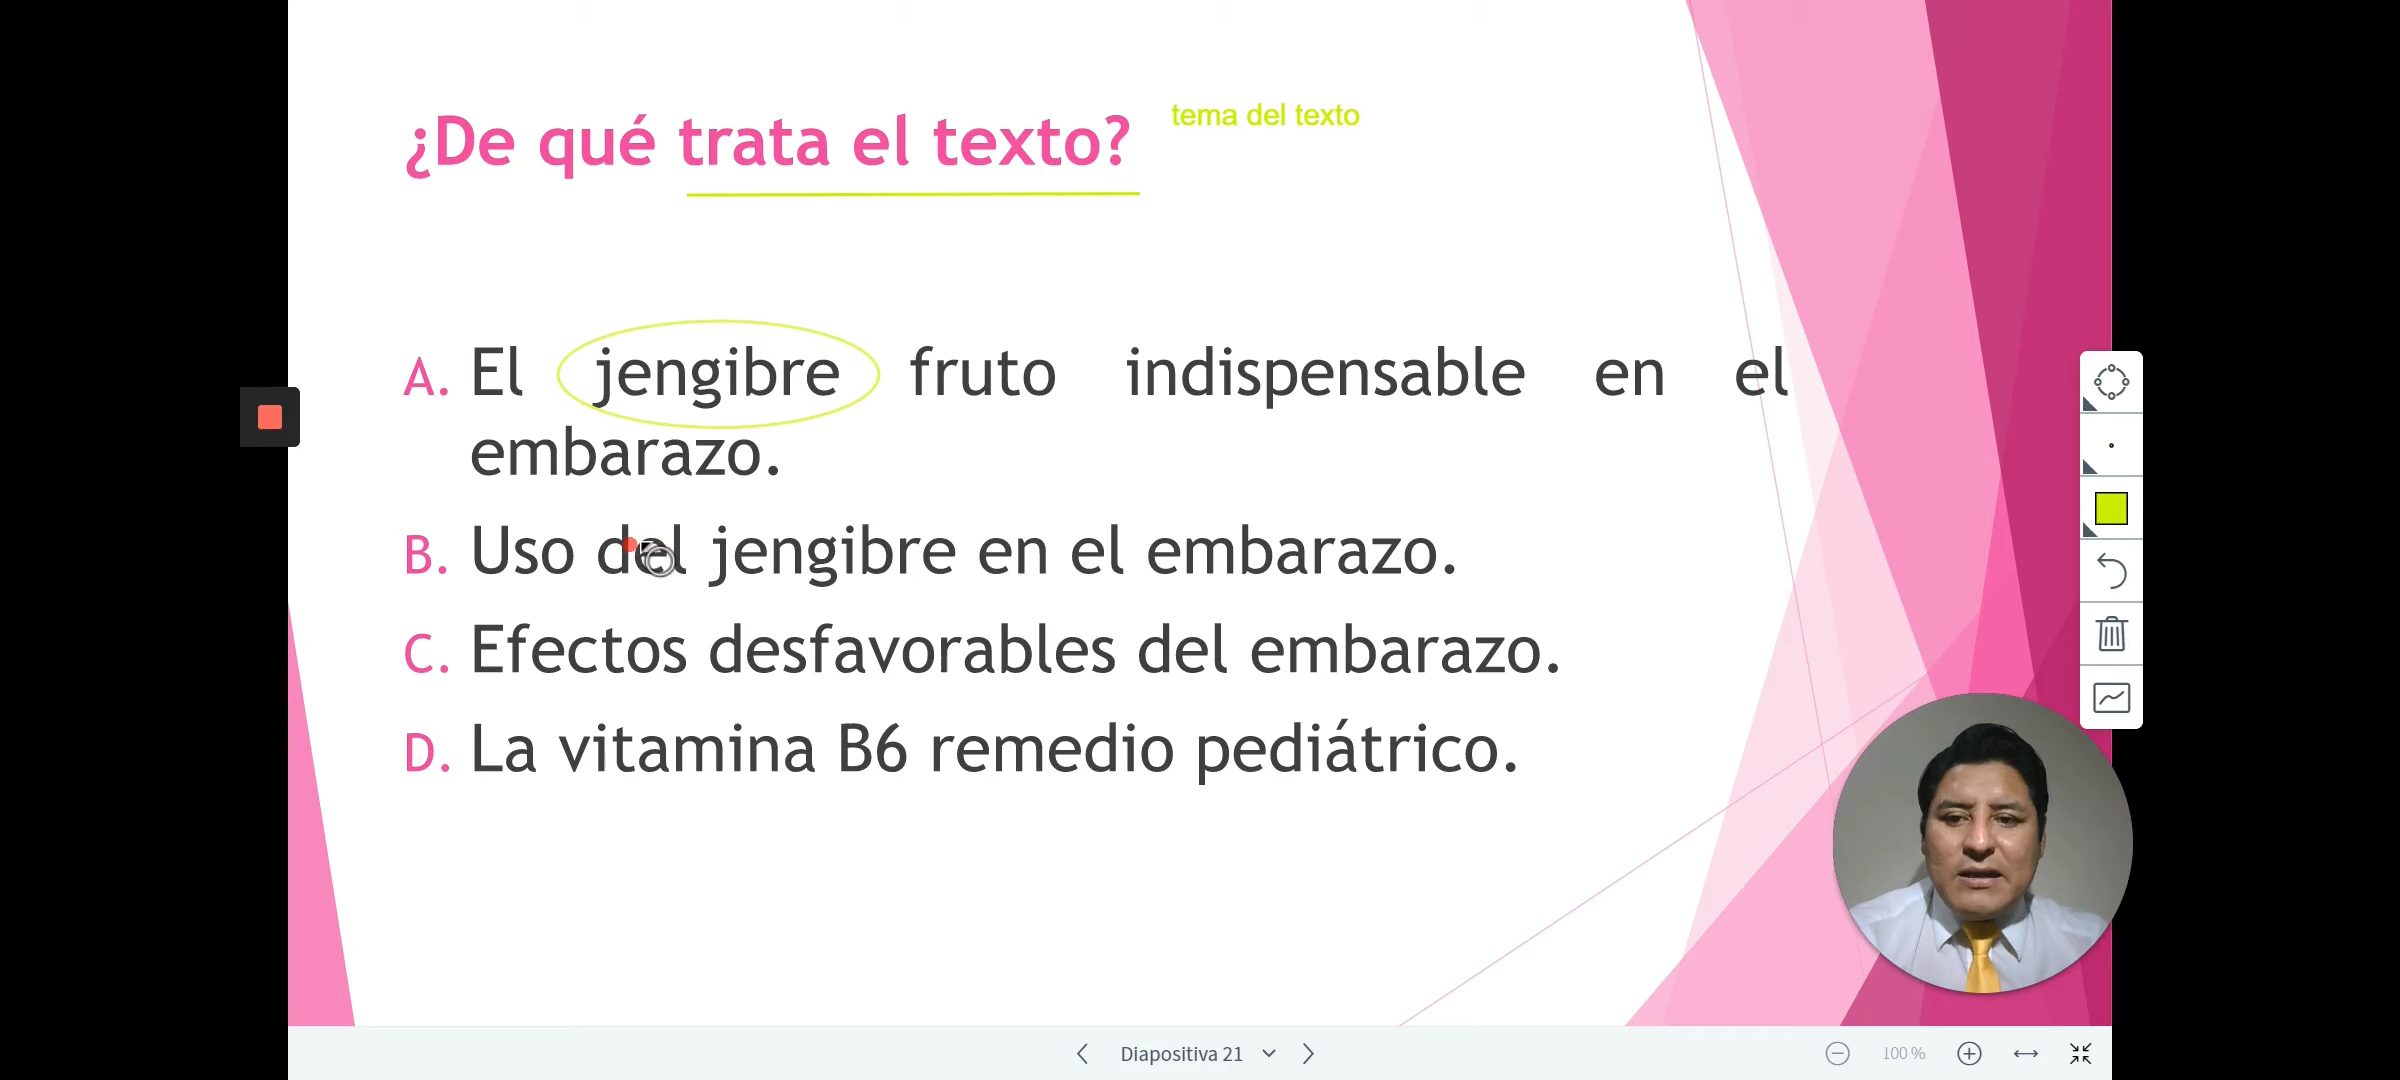 ¿De qué trata el texto?
tema del texto
A. El jengibre fruto indispensable en el
embarazo.
B. Uso del jengibre en el embarazo.
C. Efectos desfavorables del embarazo.
D. La vitamina B6 remedio pediátrico.
Diapositiva 21
100 %